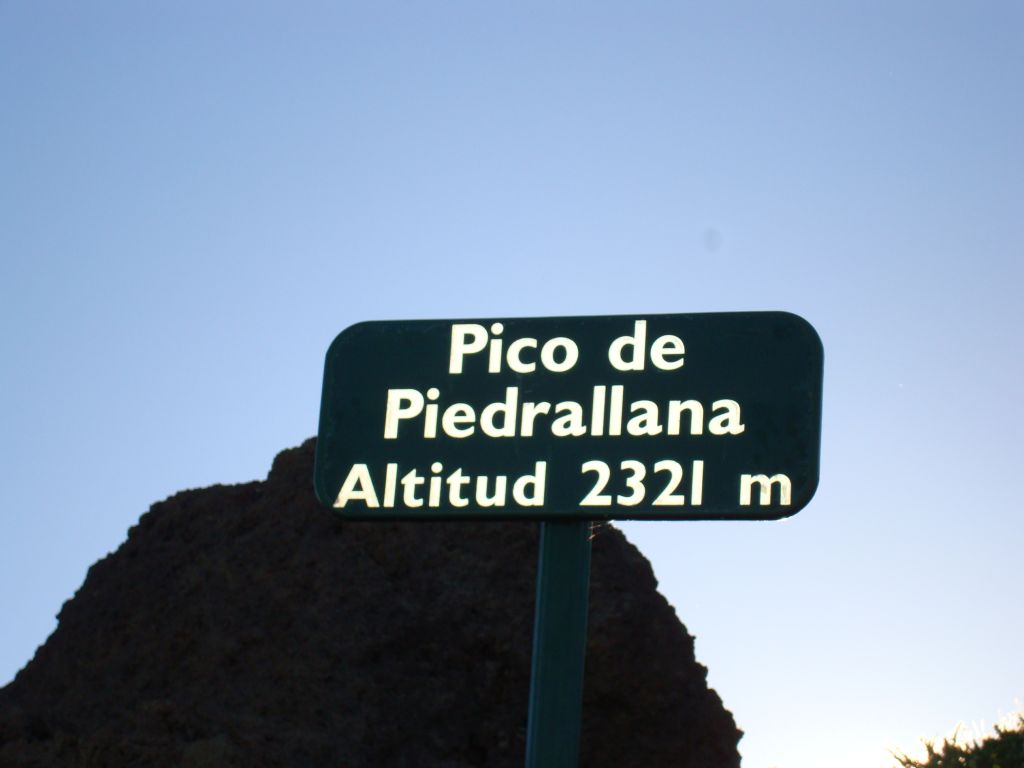 Pico de
Piedrallana
Altitud 2321 m